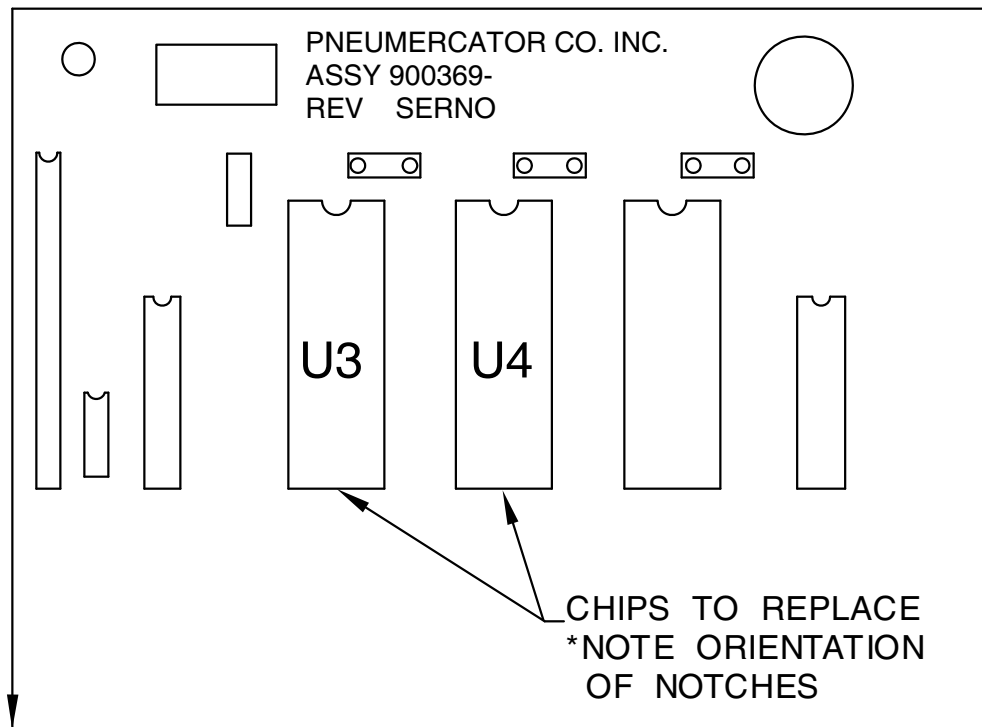 PNEUMERCATOR CO. INC.
ASSY 900369-
REV SERNO
U3
U4
CHIPS TO REPLACE
*NOTE ORIENTATION
OF NOTCHES